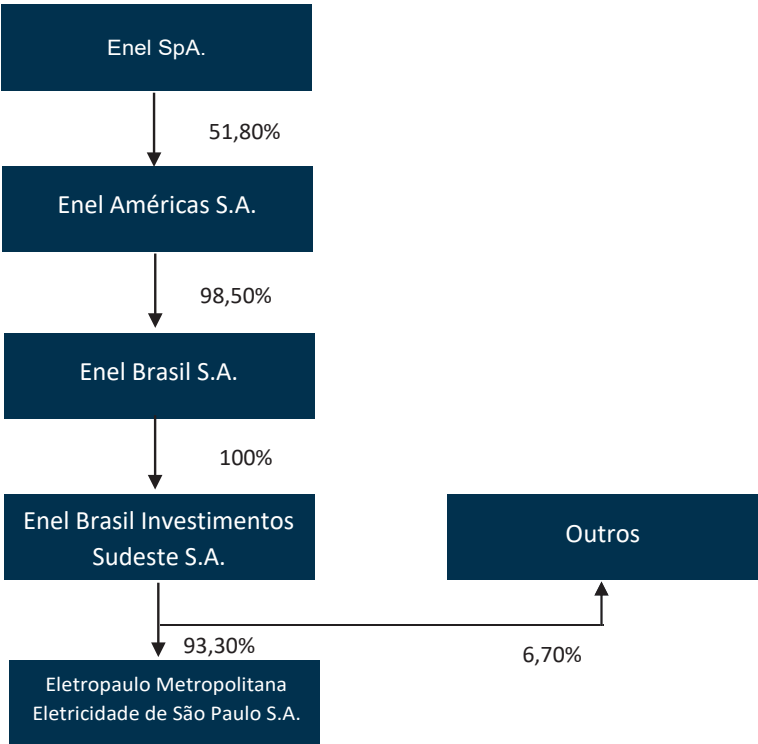 Enel SpA.
51,80%
Enel Américas S.A.
98,50%
Enel Brasil S.A.
100%
Enel Brasil Investimentos
Sudeste S.A.
Outros
93,30%
6,70%
Eletropaulo Metropolitana
Eletricidade de São Paulo S.A.